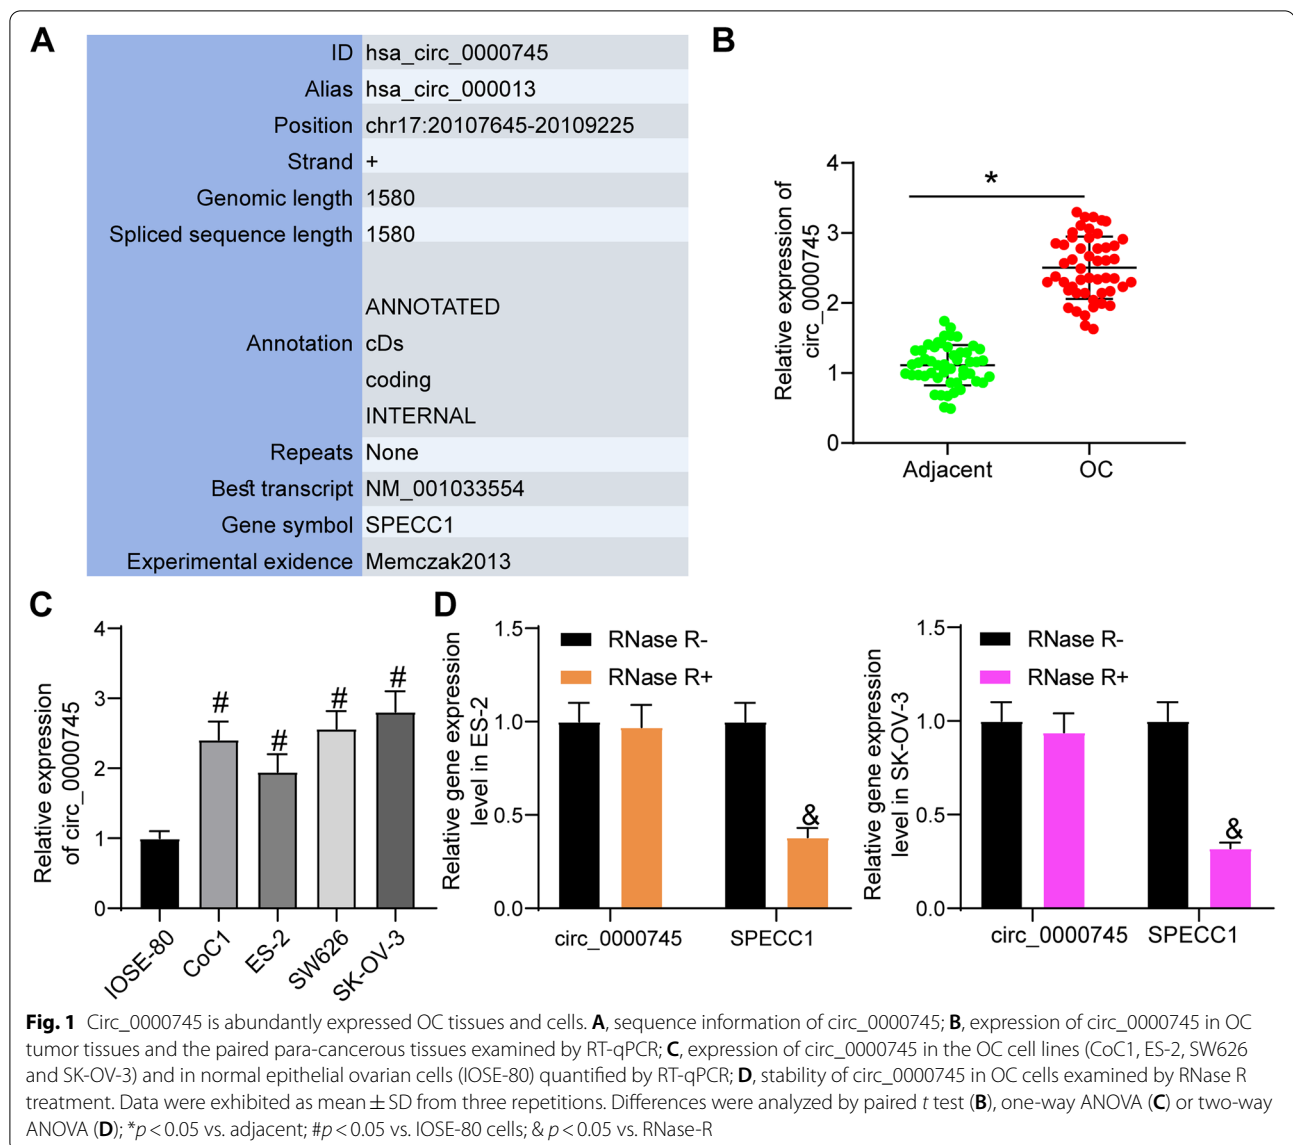 A
ID hsa_circ_0000745
Alias hsa_circ_000013
Position chr17:20107645-20109225
Strand +
Genomic length 1580
Spliced sequence length 1580
ANNOTATED
Annotation cDs
coding
INTERNAL
Repeats None
Best transcript NM_001033554
Gene symbol SPECC1
Experimental exidence Memczak2013
B
Relative expression of
circ_0000745
4
3
2
1
0
*
Adjacent OC
C
Relative expression
of circ_0000745
4
3
2
1
0
# # # #
IOSE-80 CoC1 ES-2 SW626 SK-OV-3
D
Relative gene expression
level in ES-2
1.5
1.0
0.5
0.0
RNase R-
RNase R+
&
circ_0000745 SPECC1
Relative gene expression
level in SK-OV-3
1.5
1.0
0.5
0.0
RNase R-
RNase R+
&
circ_0000745 SPECC1
Fig. 1 Circ_0000745 is abundantly expressed OC tissues and cells. A, sequence information of circ_0000745; B, expression of circ_0000745 in OC
tumor tissues and the paired para-cancerous tissues examined by RT-qPCR; C, expression of circ_0000745 in the OC cell lines (CoC1, ES-2, SW626
and SK-OV-3) and in normal epithelial ovarian cells (IOSE-80) quantified by RT-qPCR; D, stability of circ_0000745 in OC cells examined by RNase R
treatment. Data were exhibited as mean ± SD from three repetitions. Differences were analyzed by paired t test (B), one-way ANOVA (C) or two-way
ANOVA (D); *p < 0.05 vs. adjacent; #p < 0.05 vs. IOSE-80 cells; & p < 0.05 vs. RNase-R